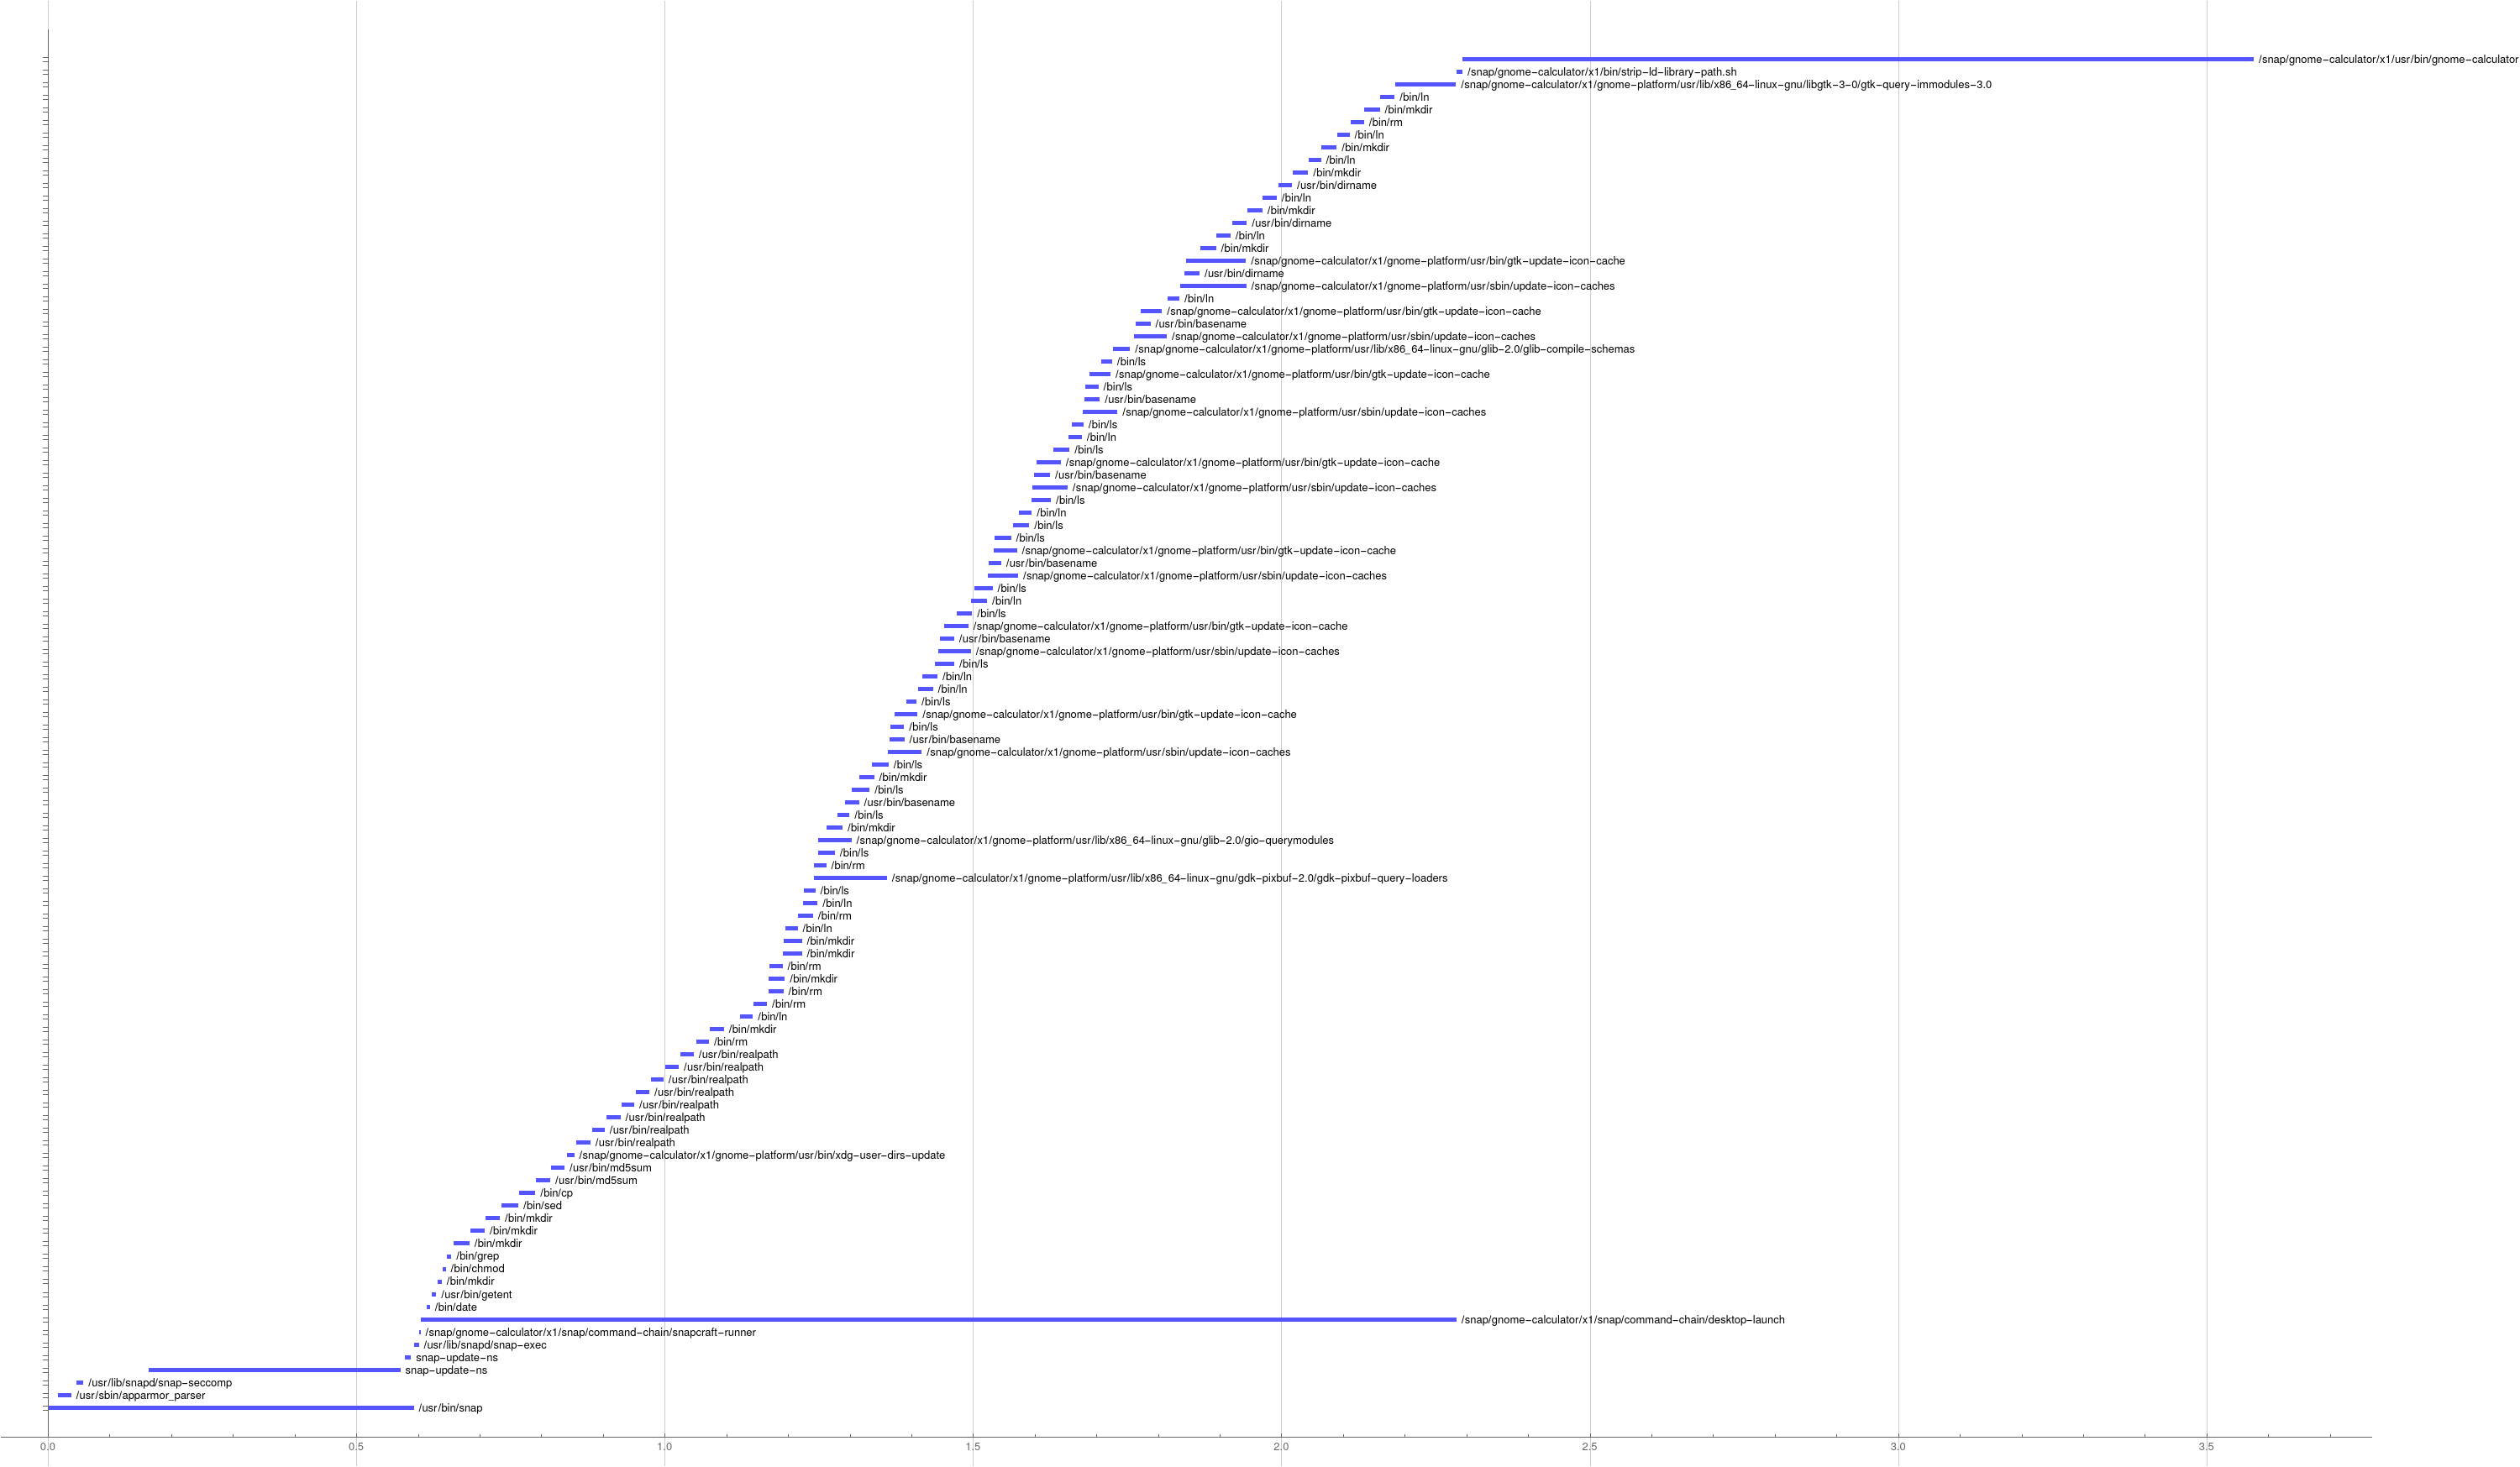 /snap/gnome-calculator/x1/usr/bin/gnome-calculator
/snap/gnome-calculator/x1/bin/strip-ld-library-path.sh
/snap/gnome-calculator/x1/gnome-platform/usr/lib/x86_64-linux-gnu/libgtk-3-0/gtk-query-immodules-3.0
/bin/ln
/bin/mkdir
/bin/rm
/bin/ln
/bin/mkdir
/bin/ln
/bin/mkdir
/usr/bin/dirname
/bin/ln
/bin/mkdir
/usr/bin/dirname
/bin/ln
/bin/mkdir
/snap/gnome-calculator/x1/gnome-platform/usr/bin/gtk-update-icon-cache
/usr/bin/dirname
/snap/gnome-calculator/x1/gnome-platform/usr/sbin/update-icon-caches
/bin/ln
/snap/gnome-calculator/x1/gnome-platform/usr/bin/gtk-update-icon-cache
/usr/bin/basename
/snap/gnome-calculator/x1/gnome-platform/usr/sbin/update-icon-caches
/snap/gnome-calculator/x1/gnome-platform/usr/lib/x86_64-linux-gnu/glib-2.0/glib-compile-schemas
/bin/ls
/snap/gnome-calculator/x1/gnome-platform/usr/bin/gtk-update-icon-cache
/bin/ls
/usr/bin/basename
/snap/gnome-calculator/x1/gnome-platform/usr/sbin/update-icon-caches
/bin/ls
/bin/ln
/bin/ls
/snap/gnome-calculator/x1/gnome-platform/usr/bin/gtk-update-icon-cache
/usr/bin/basename
/snap/gnome-calculator/x1/gnome-platform/usr/sbin/update-icon-caches
/bin/ls
/bin/ln
/bin/ls
/bin/ls
/snap/gnome-calculator/x1/gnome-platform/usr/bin/gtk-update-icon-cache
/usr/bin/basename
/snap/gnome-calculator/x1/gnome-platform/usr/sbin/update-icon-caches
/bin/ls
/bin/ln
/bin/ls
/snap/gnome-calculator/x1/gnome-platform/usr/bin/gtk-update-icon-cache
/usr/bin/basename
/snap/gnome-calculator/x1/gnome-platform/usr/sbin/update-icon-caches
/bin/ls
/bin/ln
/bin/ln
/bin/ls
/snap/gnome-calculator/x1/gnome-platform/usr/bin/gtk-update-icon-cache
/bin/ls
/usr/bin/basename
/snap/gnome-calculator/x1/gnome-platform/usr/sbin/update-icon-caches
/bin/ls
/bin/mkdir
/bin/ls
/usr/bin/basename
/bin/ls
/bin/mkdir
/snap/gnome-calculator/x1/gnome-platform/usr/lib/x86_64-linux-gnu/glib-2.0/gio-querymodules
/bin/ls
/bin/rm
/snap/gnome-calculator/x1/gnome-platform/usr/lib/x86_64-linux-gnu/gdk-pixbuf-2.0/gdk-pixbuf-query-loaders
/bin/ls
/bin/ln
/bin/rm
/bin/ln
/bin/mkdir
/bin/mkdir
/bin/rm
/bin/mkdir
/bin/rm
/bin/rm
/bin/ln
/bin/mkdir
/bin/rm
/usr/bin/realpath
/usr/bin/realpath
/usr/bin/realpath
/usr/bin/realpath
/usr/bin/realpath
/usr/bin/realpath
/usr/bin/realpath
/usr/bin/realpath
/snap/gnome-calculator/x1/gnome-platform/usr/bin/xdg-user-dirs-update
/usr/bin/md5sum
/usr/bin/md5sum
/bin/cp
/bin/sed
/bin/mkdir
/bin/mkdir
/bin/mkdir
/bin/grep
/bin/chmod
/bin/mkdir
/usr/bin/getent
/bin/date
/snap/gnome-calculator/x1/snap/command-chain/desktop-launch
/snap/gnome-calculator/x1/snap/command-chain/snapcraft-runner
/usr/lib/snapd/snap-exec
snap-update-ns
snap-update-ns
/usr/lib/snapd/snap-seccomp
/usr/sbin/apparmor_parser
/usr/bin/snap
0.0 0.5 1.0 1.5 2.0 2.5 3.0 3.5